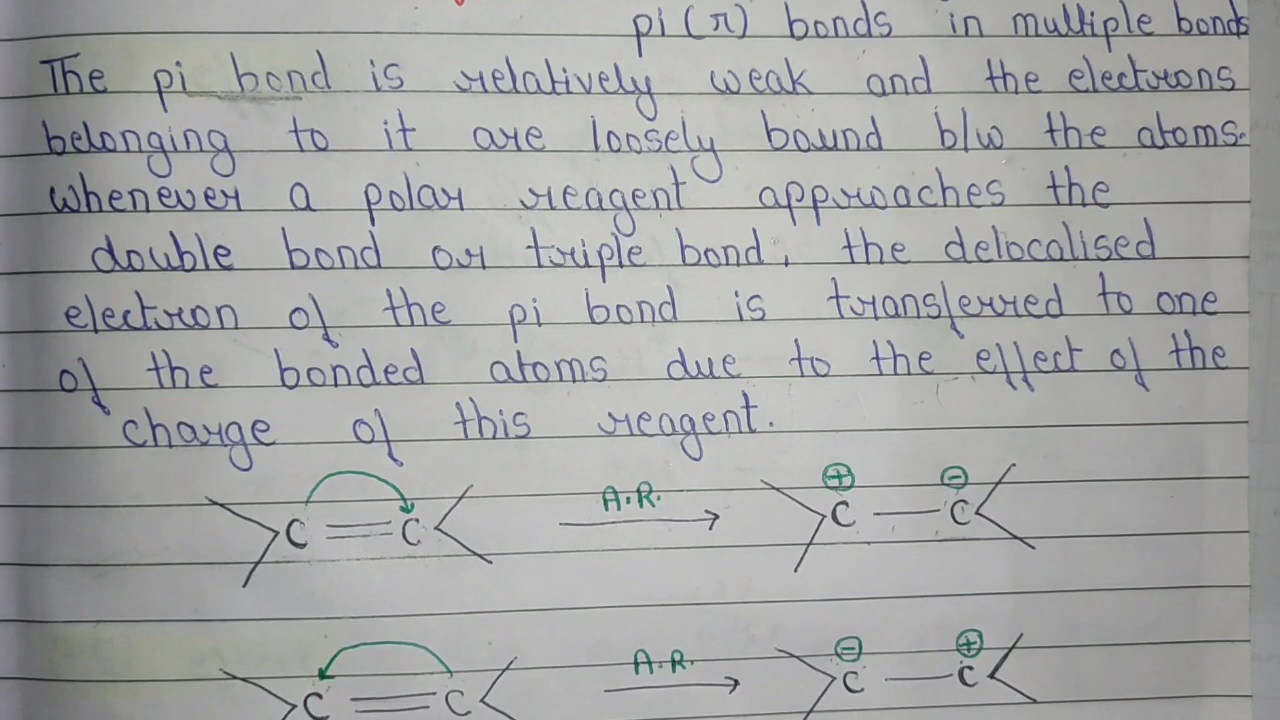 pi (π) bonds in multiple bonds
The pi bond is relatively weak and the electrons
belonging to it are loosely bound b/w the atoms.
whenever a polar reagent approaches the
double bond or triple bond, the delocalised
electron of the pi bond is transferred to one
of the bonded atoms due to the effect of the
charge of this reagent.
C = C A.R. ⊕ C — C ⊖
C = C A.R. ⊖ C — C ⊕